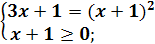 3x + 1 = (x + 1)²
x + 1 ≥ 0;